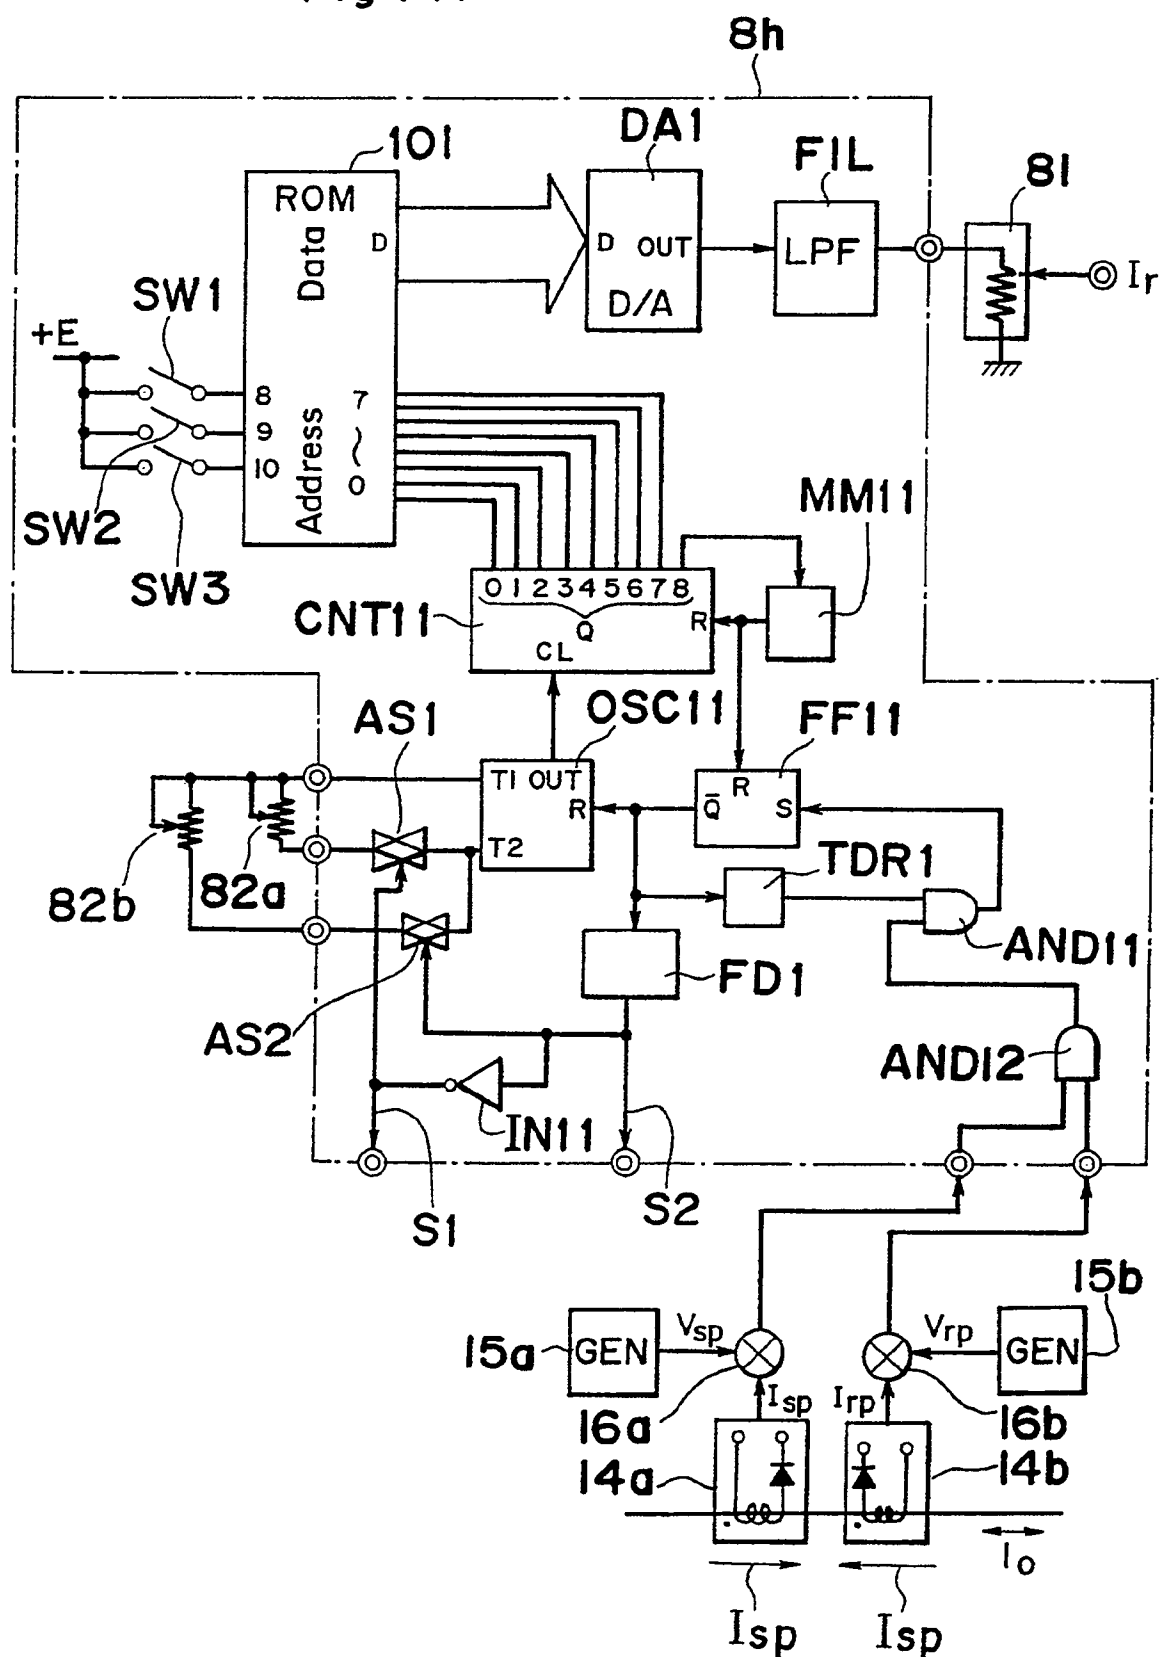 8h
DA1
101
F1L
81
ROM
Data
D
D OUT
D/A
LPF
Ir
SW1
+E
8
9
10
7
~
0
Address
SW2
SW3
MM11
0 1 2 3 4 5 6 7 8
Q
R
CL
CNT11
OSC11
AS1
FF11
T1 OUT
R
T2
R
Q̄ S
TDR1
82b
82a
AND11
FD1
AS2
AND12
IN11
S1
S2
15b
15a
GEN
Vsp
Vrp
GEN
Isp
Irp
16a
16b
14a
14b
Io
Isp
Isp